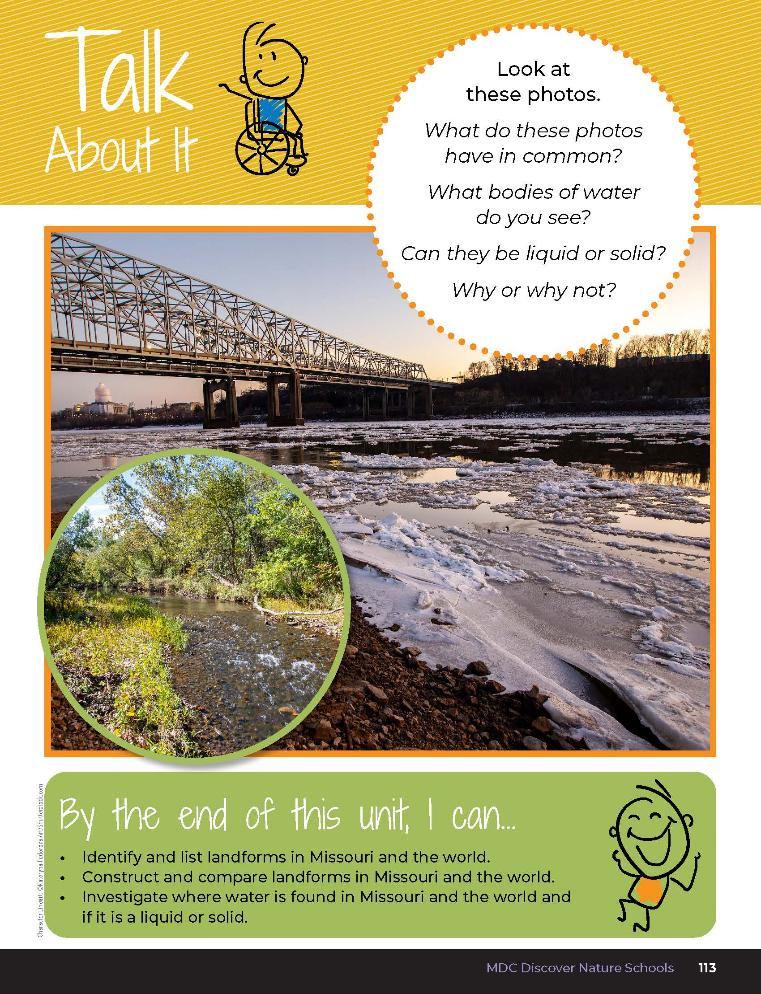 Talk
About It
Look at
these photos.
What do these photos
have in common?
What bodies of water
do you see?
Can they be liquid or solid?
Why or why not?
By the end of this unit, I can...
• Identify and list landforms in Missouri and the world.
• Construct and compare landforms in Missouri and the world.
• Investigate where water is found in Missouri and the world and
if it is a liquid or solid.
MDC Discover Nature Schools 113